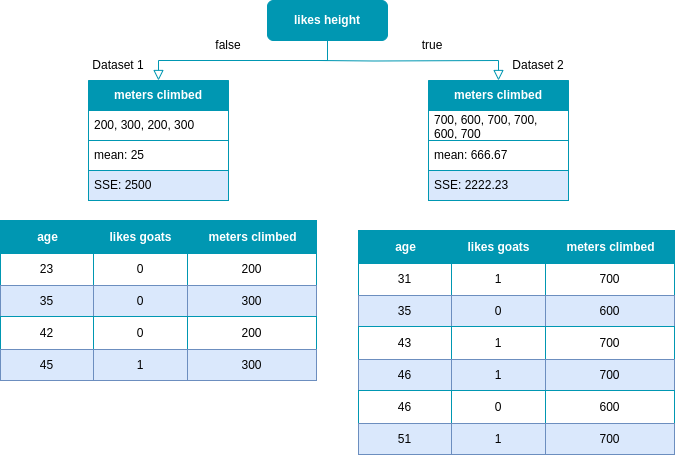 likes height
false
true
Dataset 1
Dataset 2
meters climbed
200, 300, 200, 300
mean: 25
SSE: 2500
meters climbed
700, 600, 700, 700,
600, 700
mean: 666.67
SSE: 2222.23
age likes goats meters climbed
23 0 200
35 0 300
42 0 200
45 1 300
age likes goats meters climbed
31 1 700
35 0 600
43 1 700
46 1 700
46 0 600
51 1 700